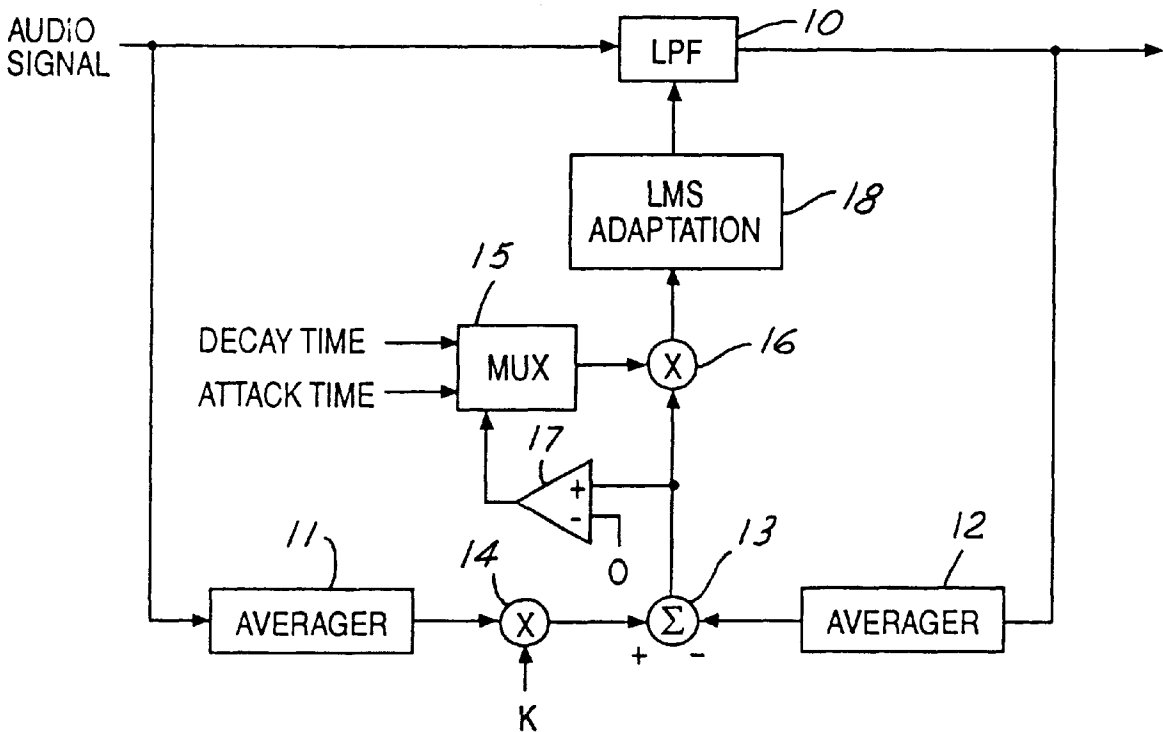 AUDIO
SIGNAL
10
LPF
LMS
ADAPTATION
18
15
DECAY TIME
ATTACK TIME
MUX
X
16
17
+
-
0
11
AVERAGER
14
X
K
13
Σ
+ -
12
AVERAGER